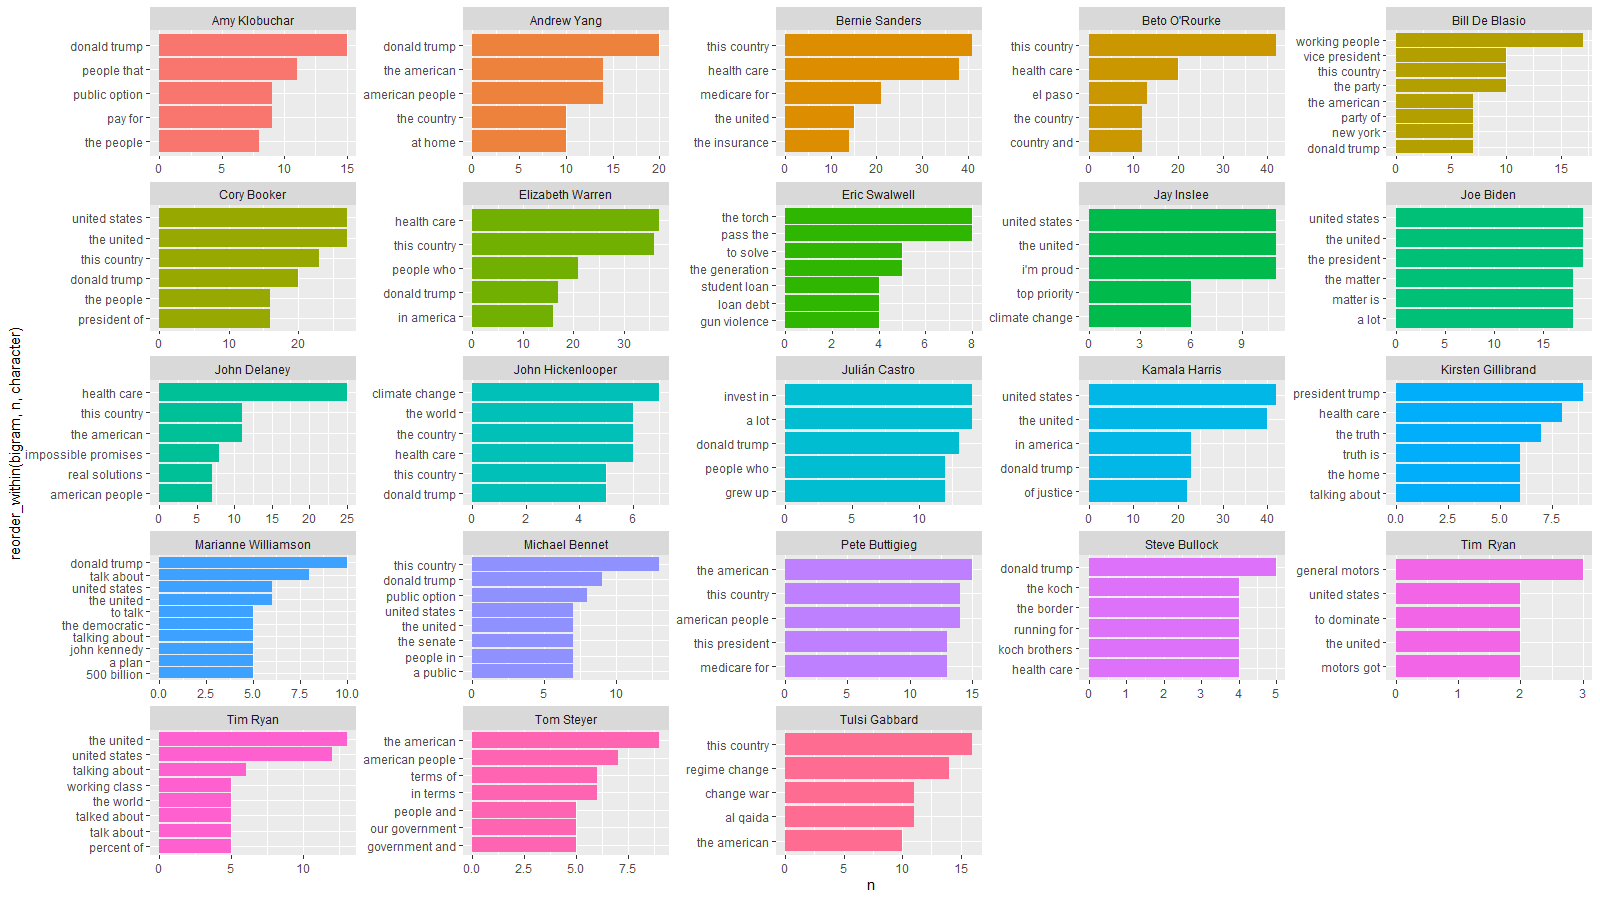 reorder_within(bigram, n, character)
Amy Klobuchar
donald trump
people that
public option
pay for
the people
0 5 10 15
Andrew Yang
donald trump
the american
american people
the country
at home
0 5 10 15 20
Bernie Sanders
this country
health care
medicare for
the united
the insurance
0 10 20 30 40
Beto O'Rourke
this country
health care
el paso
the country
country and
0 10 20 30 40
Bill De Blasio
working people
vice president
this country
the party
the american
party of
new york
donald trump
0 5 10 15
Cory Booker
united states
the united
this country
donald trump
the people
president of
0 10 20
Elizabeth Warren
health care
this country
people who
donald trump
in america
0 10 20 30
Eric Swalwell
the torch
pass the
to solve
the generation
student loan
loan debt
gun violence
0 2 4 6 8
Jay Inslee
united states
the united
i'm proud
top priority
climate change
0 3 6 9
Joe Biden
united states
the united
the president
the matter
matter is
a lot
0 5 10 15
John Delaney
health care
this country
the american
impossible promises
real solutions
american people
0 5 10 15 20 25
John Hickenlooper
climate change
the world
the country
health care
this country
donald trump
0 2 4 6
Julián Castro
invest in
a lot
donald trump
people who
grew up
0 5 10
Kamala Harris
united states
the united
in america
donald trump
of justice
0 10 20 30 40
Kirsten Gillibrand
president trump
health care
the truth
truth is
the home
talking about
0.0 2.5 5.0 7.5
Marianne Williamson
donald trump
talk about
united states
the united
to talk
the democratic
talking about
john kennedy
a plan
500 billion
0.0 2.5 5.0 7.5 10.0
Michael Bennet
this country
donald trump
public option
united states
the united
the senate
people in
a public
0 5 10
Pete Buttigieg
the american
this country
american people
this president
medicare for
0 5 10 15
Steve Bullock
donald trump
the koch
the border
running for
koch brothers
health care
0 1 2 3 4 5
Tim  Ryan
general motors
united states
to dominate
the united
motors got
0 1 2 3
Tim Ryan
the united
united states
talking about
working class
the world
talked about
talk about
percent of
0 5 10
Tom Steyer
the american
american people
terms of
in terms
people and
our government
government and
0.0 2.5 5.0 7.5
Tulsi Gabbard
this country
regime change
change war
al qaida
the american
0 5 10 15
n